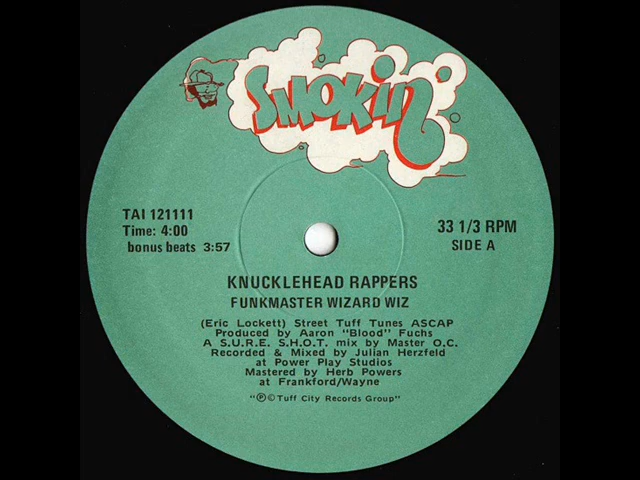 SMOKIN
TAI 121111
Time: 4:00
bonus beats 3:57
33 1/3 RPM
SIDE A
KNUCKLEHEAD RAPPERS
FUNKMASTER WIZARD WIZ
(Eric Lockett) Street Tuff Tunes ASCAP
Produced by Aaron "Blood" Fuchs
A S.U.R.E. S.H.O.T. mix by Master O.C.
Recorded & Mixed by Julian Herzfeld
at Power Play Studios
Mastered by Herb Powers
at Frankford/Wayne
"℗©Tuff City Records Group"